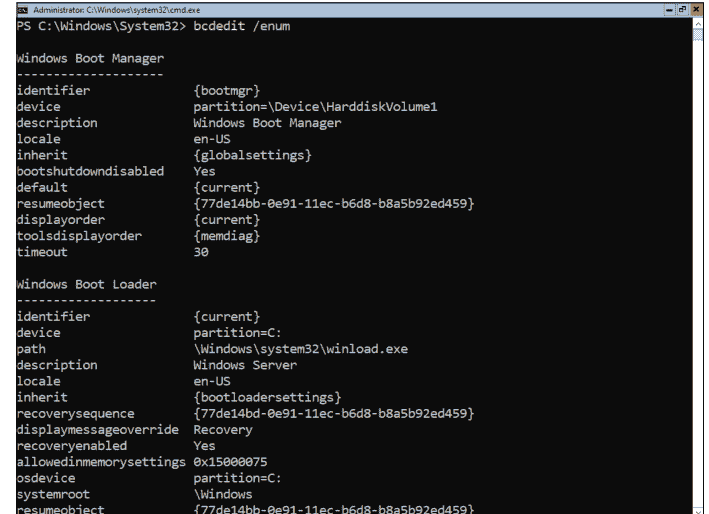 Administrator: C:\Windows\system32\cmd.exe
PS C:\Windows\System32> bcdedit /enum
Windows Boot Manager
--------------------
identifier              {bootmgr}
device                  partition=\Device\HarddiskVolume1
description             Windows Boot Manager
locale                  en-US
inherit                 {globalsettings}
bootshutdowndisabled    Yes
default                 {current}
resumeobject            {77de14bb-0e91-11ec-b6d8-b8a5b92ed459}
displayorder            {current}
toolsdisplayorder       {memdiag}
timeout                 30
Windows Boot Loader
-------------------
identifier              {current}
device                  partition=C:
path                    \Windows\system32\winload.exe
description             Windows Server
locale                  en-US
inherit                 {bootloadersettings}
recoverysequence        {77de14bd-0e91-11ec-b6d8-b8a5b92ed459}
displaymessageoverride  Recovery
recoveryenabled         Yes
allowedinmemorysettings 0x15000075
osdevice                partition=C:
systemroot              \Windows
resumeobject            {77de14bb-0e91-11ec-b6d8-b8a5b92ed459}